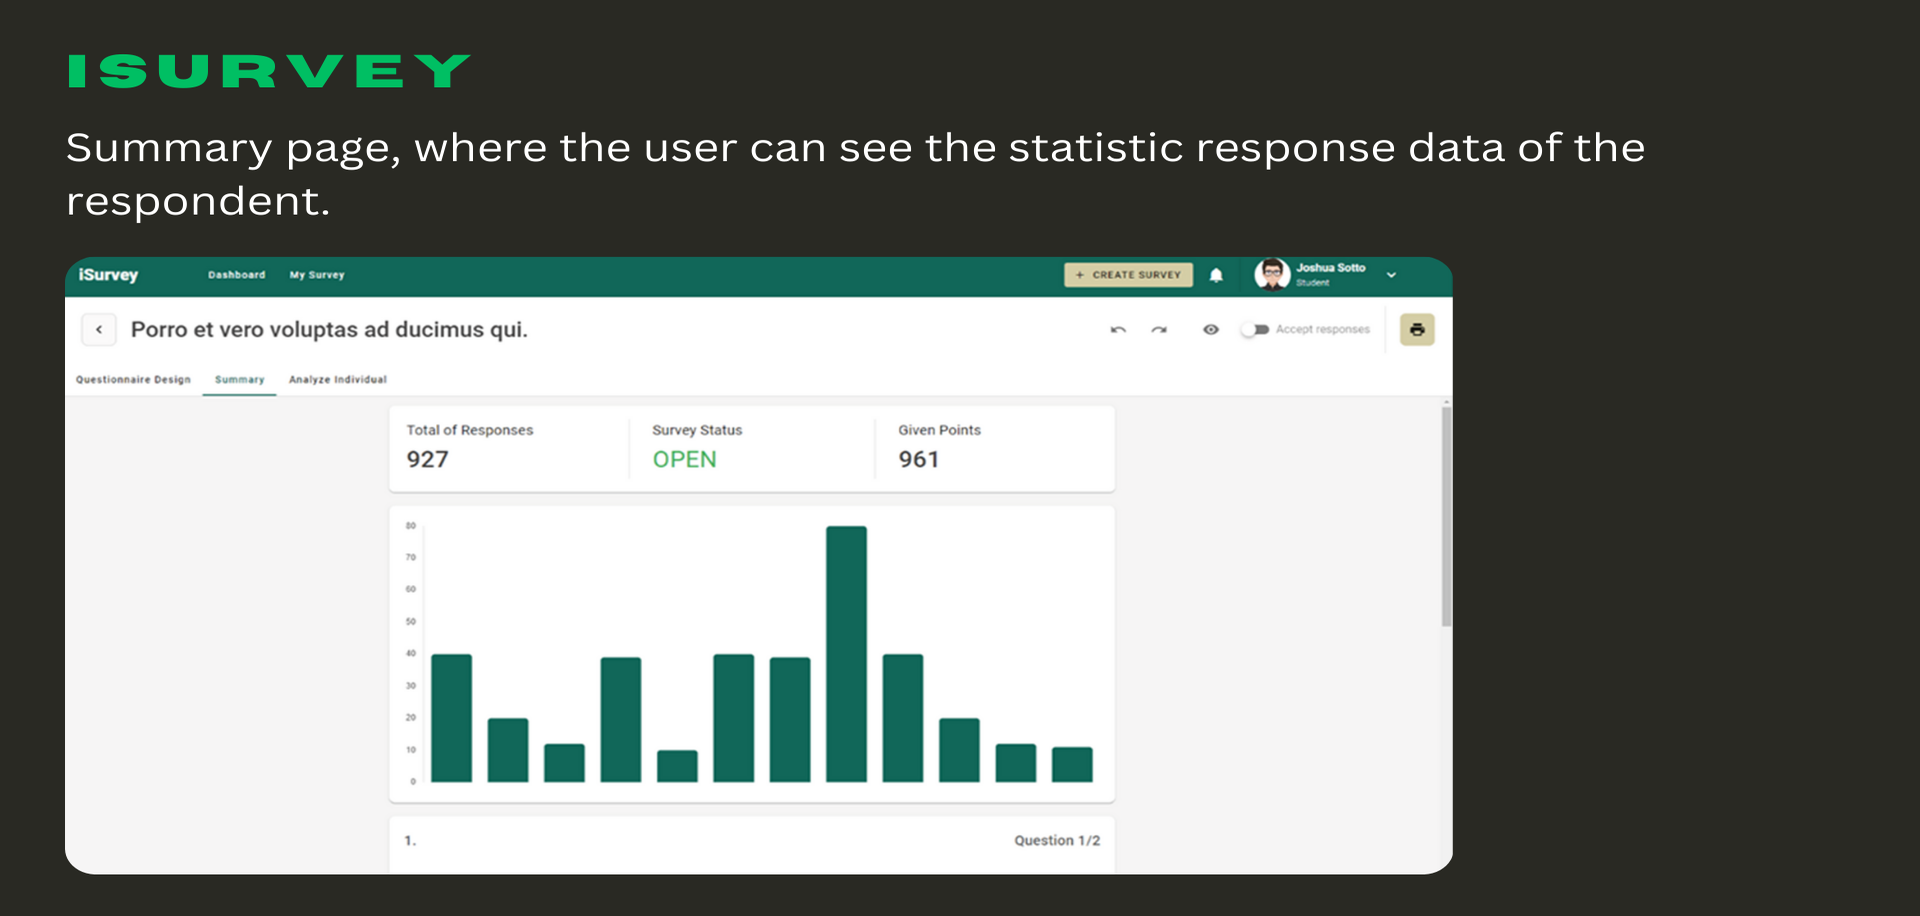 ISURVEY
Summary page, where the user can see the statistic response data of the
respondent.
iSurvey Dashboard My Survey + CREATE SURVEY Joshua Sotto
Student
Porro et vero voluptas ad ducimus qui. Accept responses
Questionnaire Design Summary Analyze Individual
Total of Responses Survey Status Given Points
927 OPEN 961
80
70
60
50
40
30
20
10
0
1. Question 1/2